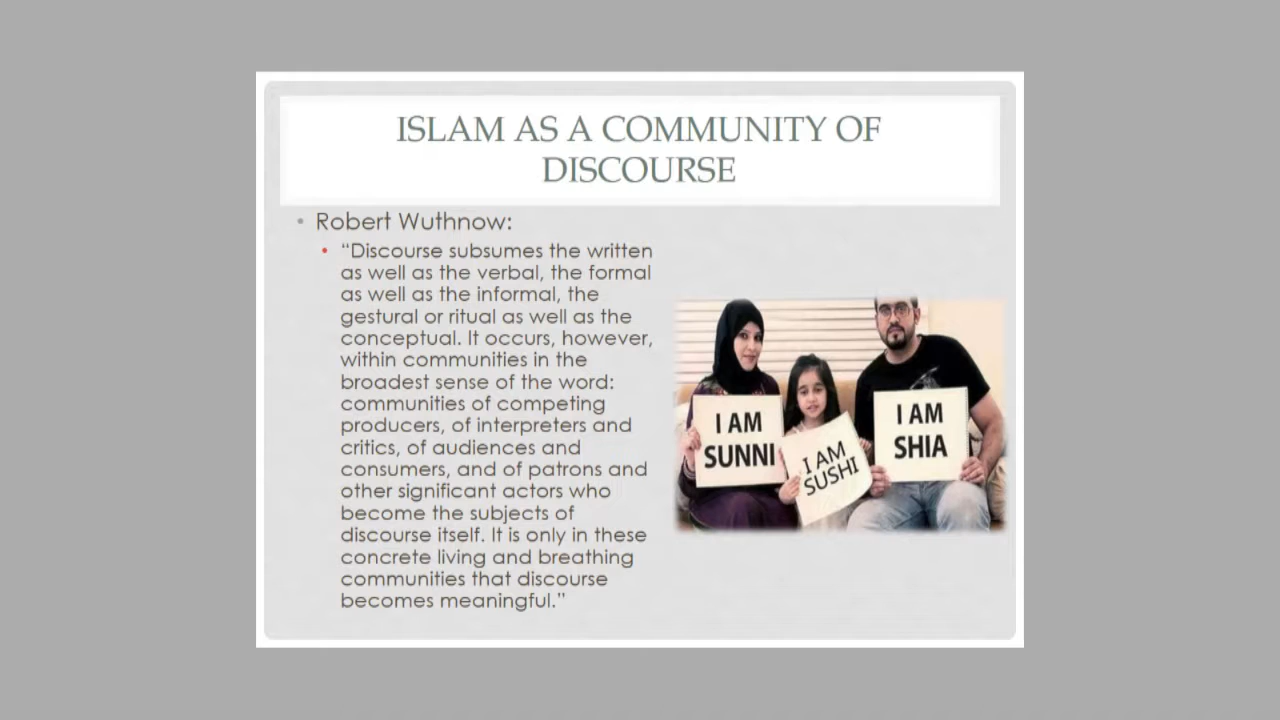 ISLAM AS A COMMUNITY OF
DISCOURSE
• Robert Wuthnow:
• “Discourse subsumes the written
as well as the verbal, the formal
as well as the informal, the
gestural or ritual as well as the
conceptual. It occurs, however,
within communities in the
broadest sense of the word:
communities of competing
producers, of interpreters and
critics, of audiences and
consumers, and of patrons and
other significant actors who
become the subjects of
discourse itself. It is only in these
concrete living and breathing
communities that discourse
becomes meaningful.”
I AM
SUNNI
I AM
SUSHI
I AM
SHIA